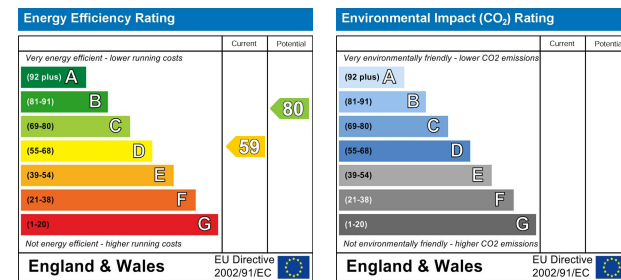 Energy Efficiency Rating
Current Potential
Very energy efficient - lower running costs
(92 plus) A
(81-91) B
80
(69-80) C
(55-68) D
59
(39-54) E
(21-38) F
(1-20) G
Not energy efficient - higher running costs
England & Wales
EU Directive
2002/91/EC
Environmental Impact (CO₂) Rating
Current Potential
Very environmentally friendly - lower CO2 emissions
(92 plus) A
(81-91) B
(69-80) C
(55-68) D
(39-54) E
(21-38) F
(1-20) G
Not environmentally friendly - higher CO2 emissions
England & Wales
EU Directive
2002/91/EC